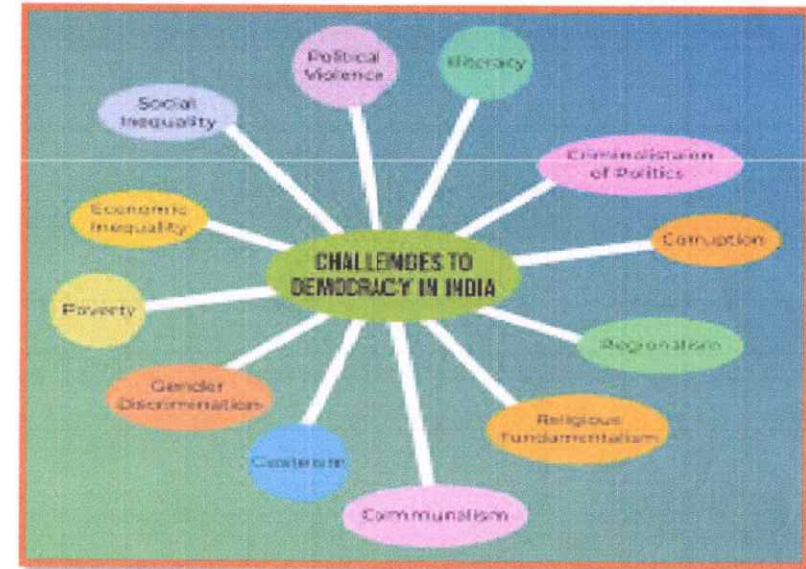 CHALLENGES TO
DEMOCRACY IN INDIA
Political
Violence
Illiteracy
Criminalistaion
of Politics
Corruption
Regionalism
Religious
Fundamentalism
Communalism
Casteism
Gender
Discrimination
Poverty
Economic
Inequality
Social
Inequality